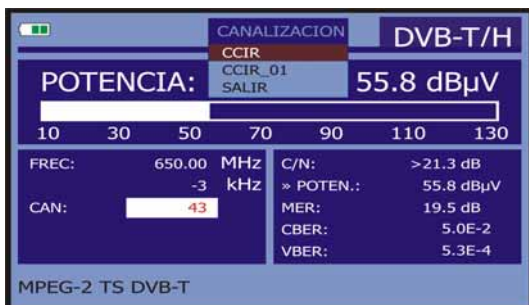 CANALIZACION
DVB-T/H
CCIR
CCIR_01
SALIR
POTENCIA: 55.8 dBµV
10 30 50 70 90 110 130
FREC: 650.00 MHz
-3 kHz
CAN: 43
C/N: >21.3 dB
» POTEN.: 55.8 dBµV
MER: 19.5 dB
CBER: 5.0E-2
VBER: 5.3E-4
MPEG-2 TS DVB-T